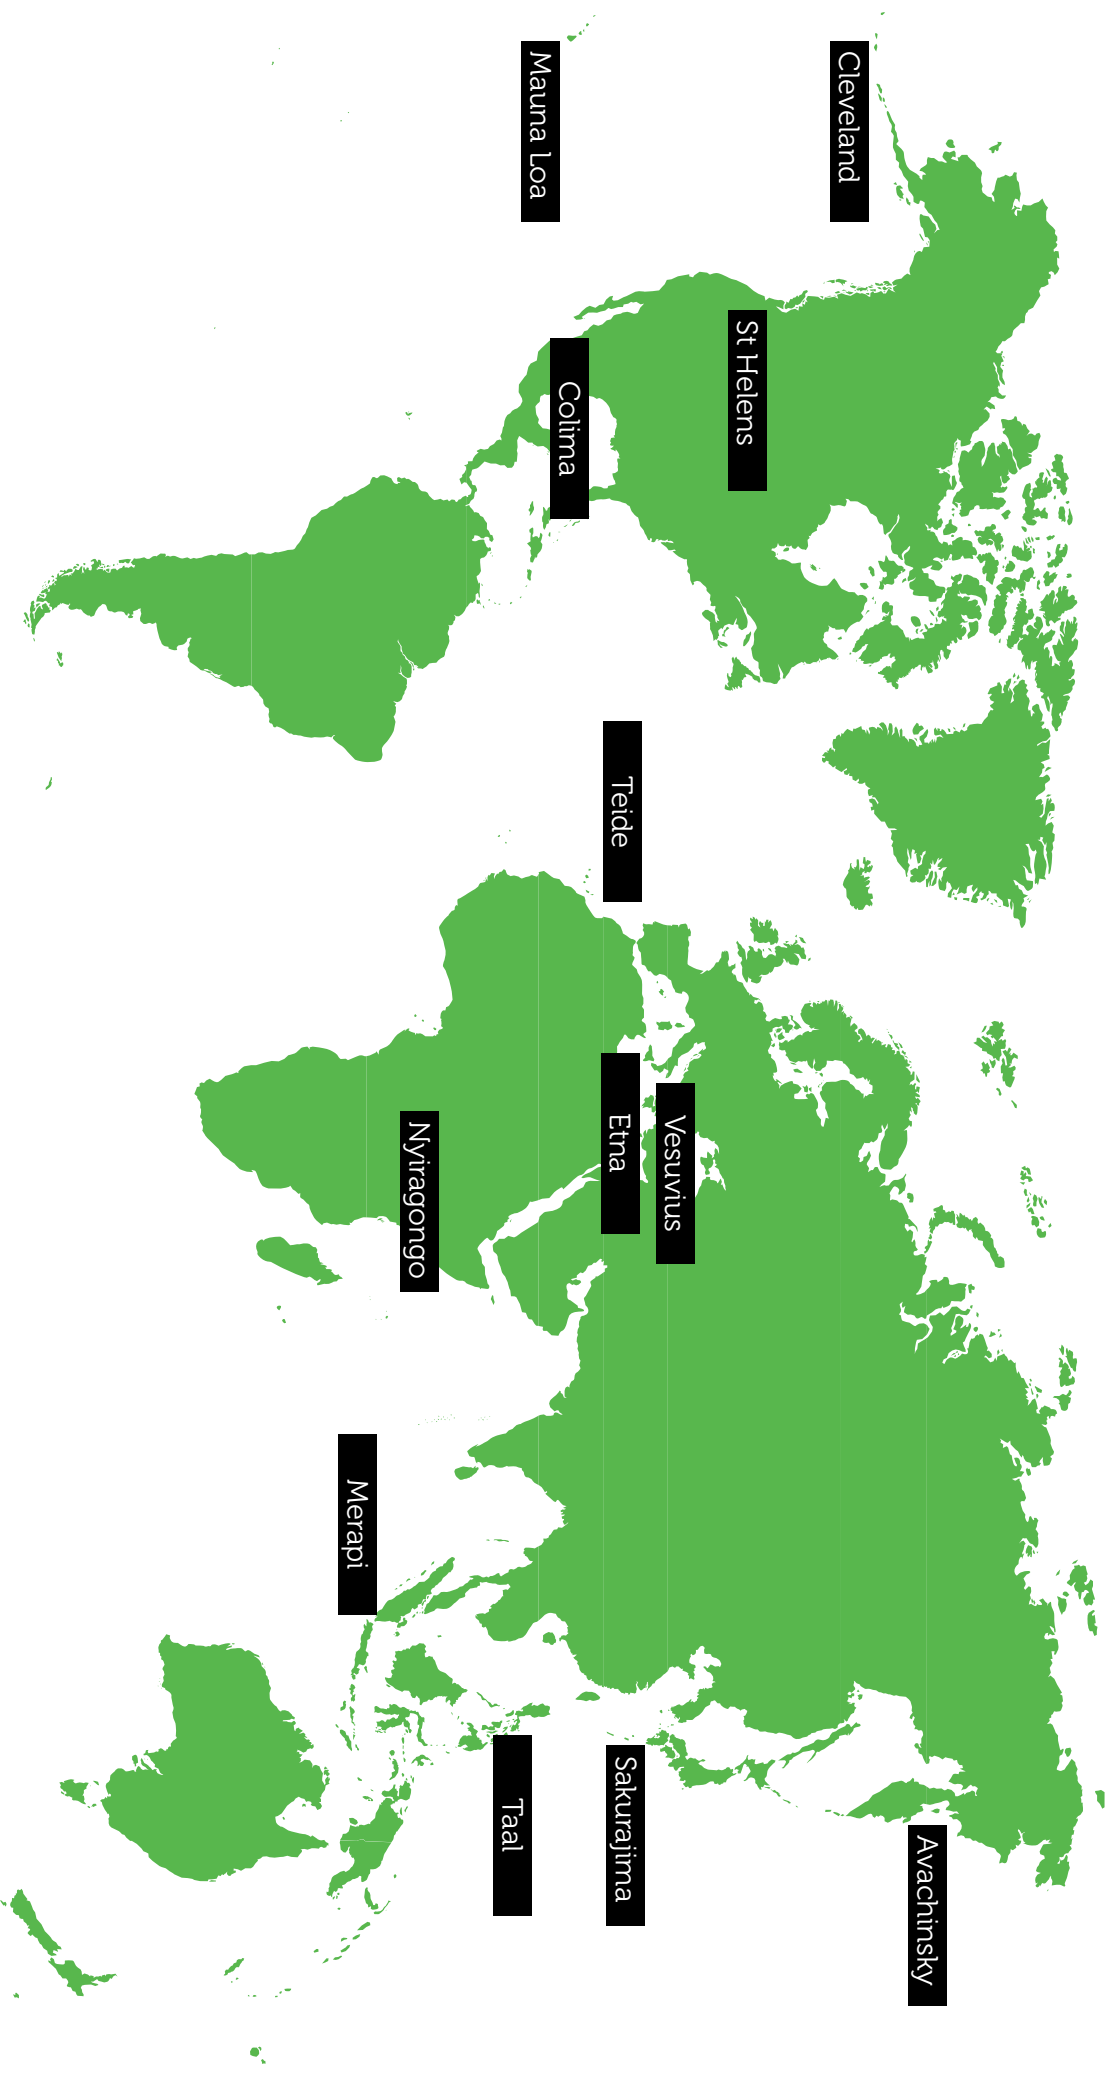 Cleveland
Mauna Loa
St Helens
Colima
Teide
Vesuvius
Etna
Nyiragongo
Merapi
Avachinsky
Sakurajima
Taal